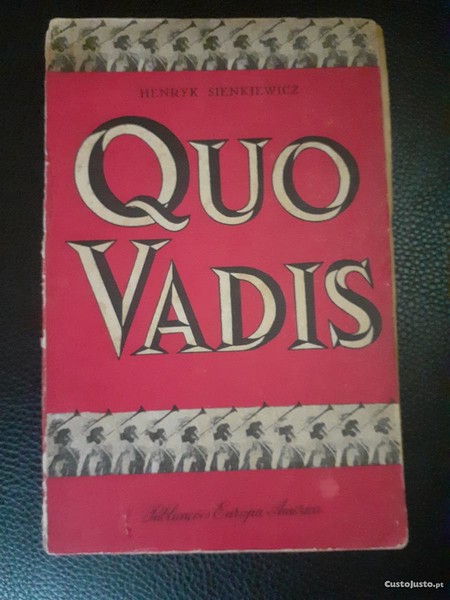 HENRYK SIENKIEWICZ
QUO
VADIS
Publicações Europa-América
CustoJusto.pt